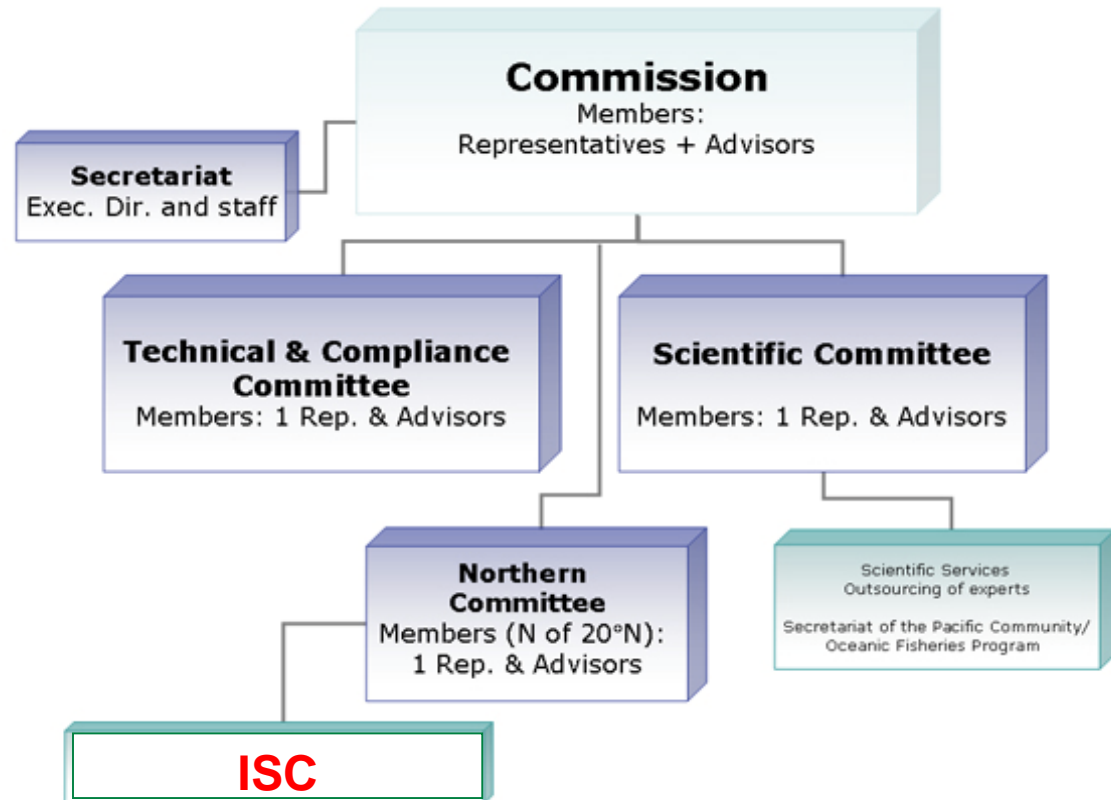 Commission
Members:
Representatives + Advisors
Secretariat
Exec. Dir. and staff
Technical & Compliance
Committee
Members: 1 Rep. & Advisors
Scientific Committee
Members: 1 Rep. & Advisors
Northern
Committee
Members (N of 20°N):
1 Rep. & Advisors
Scientific Services
Outsourcing of experts
Secretariat of the Pacific Community/
Oceanic Fisheries Program
ISC